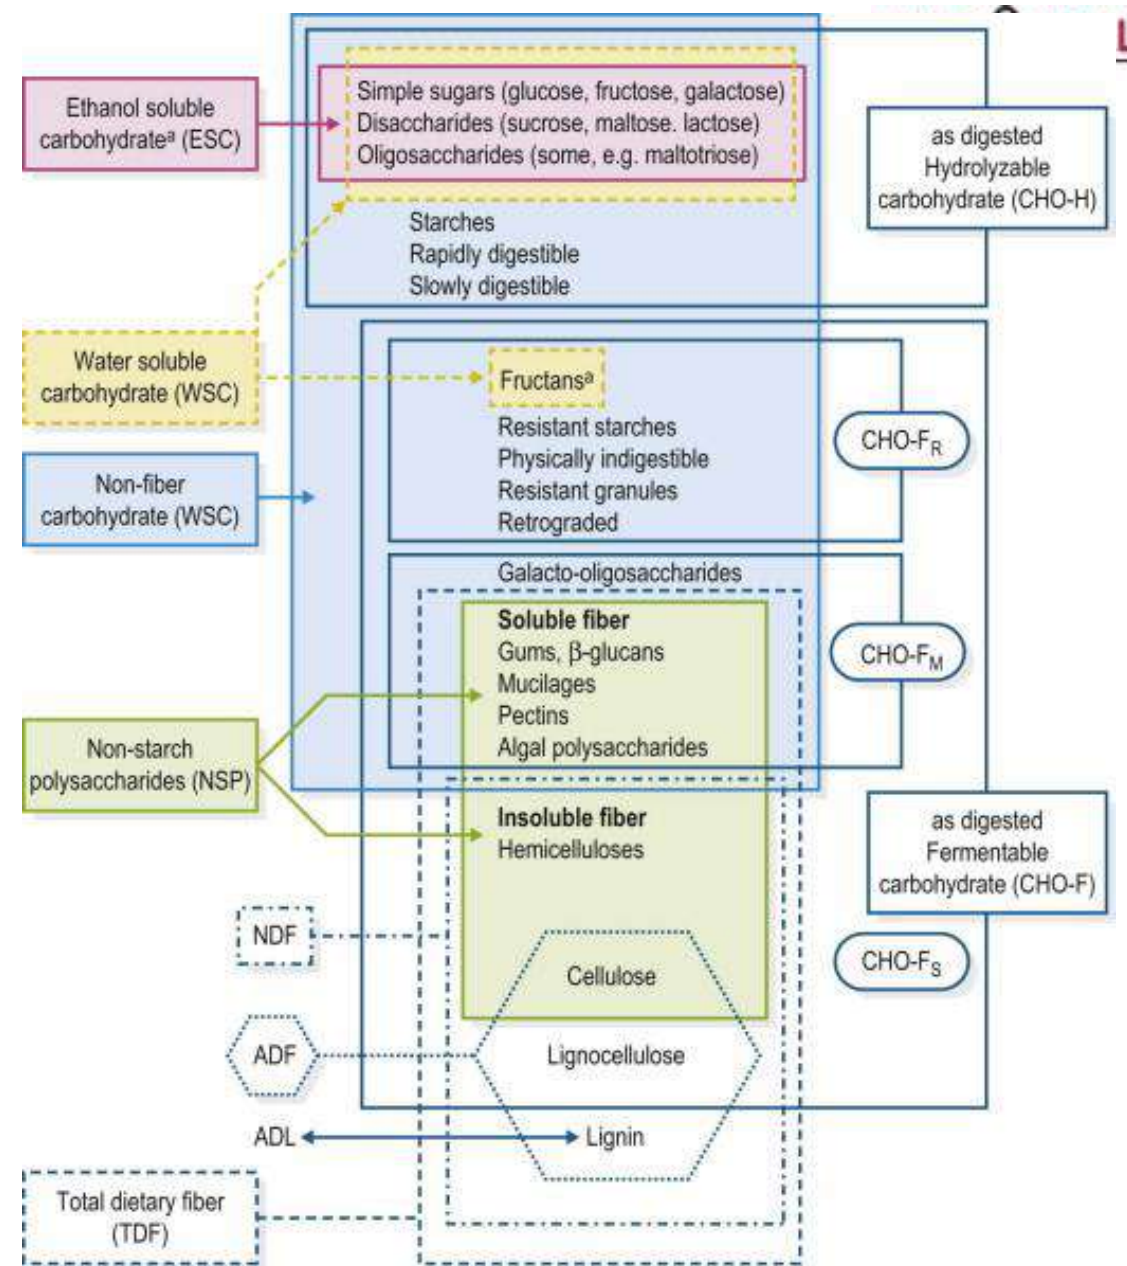 L
Ethanol soluble
carbohydrateᵃ (ESC)
Simple sugars (glucose, fructose, galactose)
Disaccharides (sucrose, maltose. lactose)
Oligosaccharides (some, e.g. maltotriose)
as digested
Hydrolyzable
carbohydrate (CHO-H)
Starches
Rapidly digestible
Slowly digestible
Water soluble
carbohydrate (WSC)
Fructansᵃ
Resistant starches
Physically indigestible
Resistant granules
Retrograded
CHO-F_R
Non-fiber
carbohydrate (WSC)
Galacto-oligosaccharides
Soluble fiber
Gums, β-glucans
Mucilages
Pectins
Algal polysaccharides
CHO-F_M
Non-starch
polysaccharides (NSP)
Insoluble fiber
Hemicelluloses
as digested
Fermentable
carbohydrate (CHO-F)
NDF
Cellulose
CHO-F_S
ADF
Lignocellulose
ADL
Lignin
Total dietary fiber
(TDF)